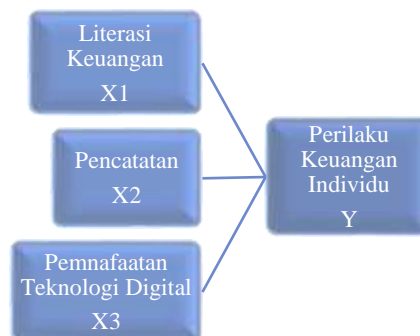 Literasi
Keuangan
X1
Pencatatan
X2
Pemnafaatan
Teknologi Digital
X3
Perilaku
Keuangan
Individu
Y